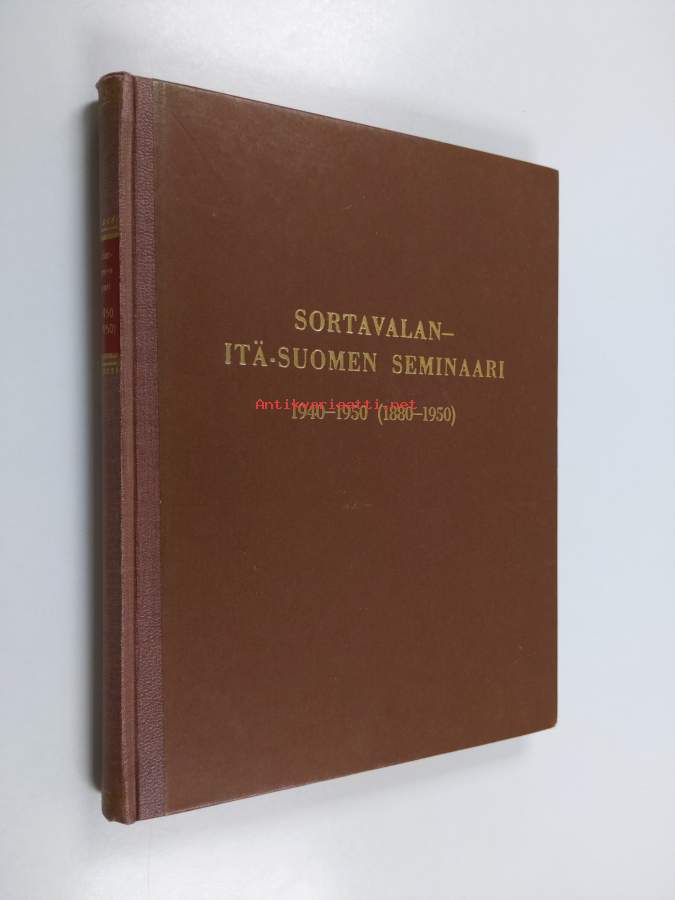 SORTAVALAN–
ITÄ-SUOMEN SEMINAARI
Antikvariaatti.net
1940–1950 (1880–1950)